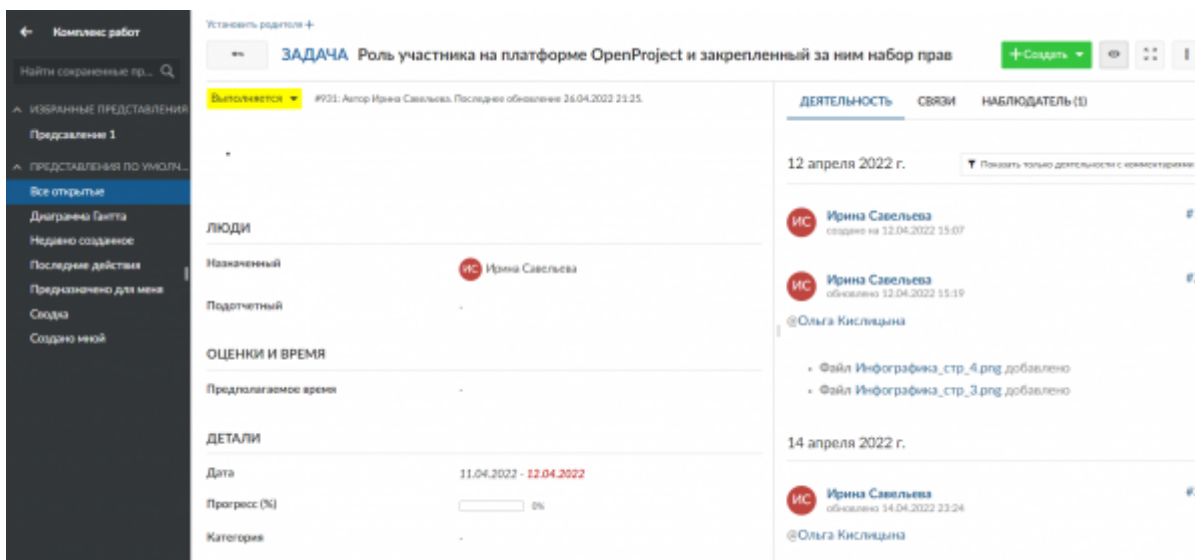 Комплекс работ
Найти сохраненные пр...
ИЗБРАННЫЕ ПРЕДСТАВЛЕНИЯ
Предсавление 1
ПРЕДСТАВЛЕНИЯ ПО УМОЛЧ...
Все открытые
Диаграмма Гантта
Недавно созданное
Последние действия
Предназначено для меня
Сводка
Создано мной
Установить родителя +
ЗАДАЧА Роль участника на платформе OpenProject и закрепленный за ним набор прав
+ Создать
Выполняется
#931: Автор Ирина Савельева. Последнее обновление 26.04.2022 21:25.
ЛЮДИ
Назначенный
ИС Ирина Савельева
Подотчетный
-
ОЦЕНКИ И ВРЕМЯ
Предполагаемое время
-
ДЕТАЛИ
Дата
11.04.2022 - 12.04.2022
Прогресс (%)
0%
Категория
-
ДЕЯТЕЛЬНОСТЬ СВЯЗИ НАБЛЮДАТЕЛЬ (1)
12 апреля 2022 г.
Показать только деятельности с комментариями
ИС Ирина Савельева
создано на 12.04.2022 15:07
ИС Ирина Савельева
обновлено 12.04.2022 15:19
@Ольга Кислицына
Файл Инфографика_стр_4.png добавлено
Файл Инфографика_стр_3.png добавлено
14 апреля 2022 г.
ИС Ирина Савельева
обновлено 14.04.2022 23:24
@Ольга Кислицына